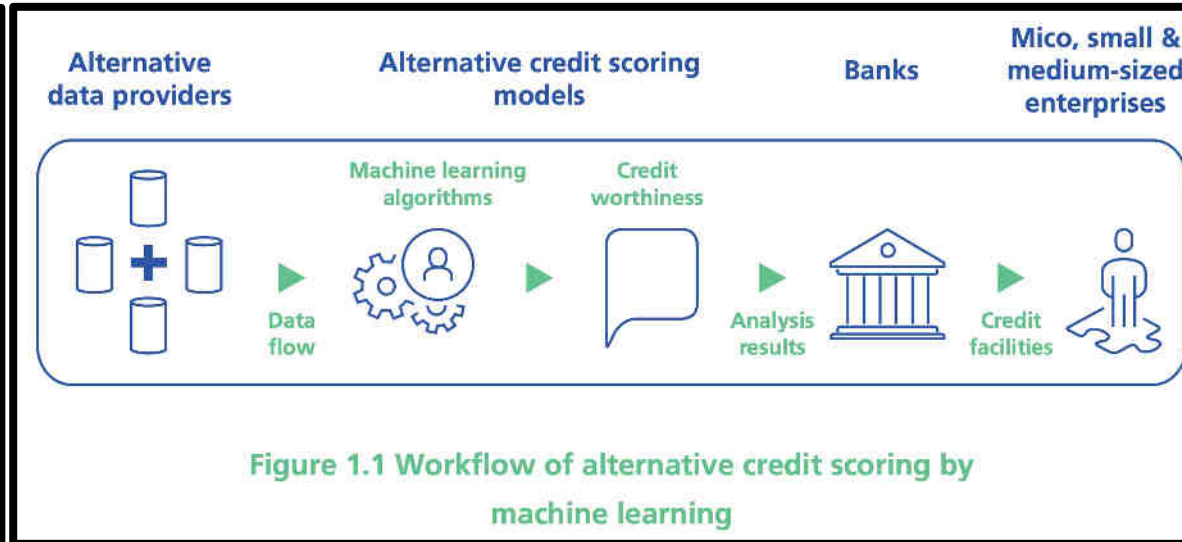 Alternative
data providers
Alternative credit scoring
models
Banks
Mico, small &
medium-sized
enterprises
Machine learning
algorithms
Credit
worthiness
Data
flow
Analysis
results
Credit
facilities
Figure 1.1 Workflow of alternative credit scoring by
machine learning